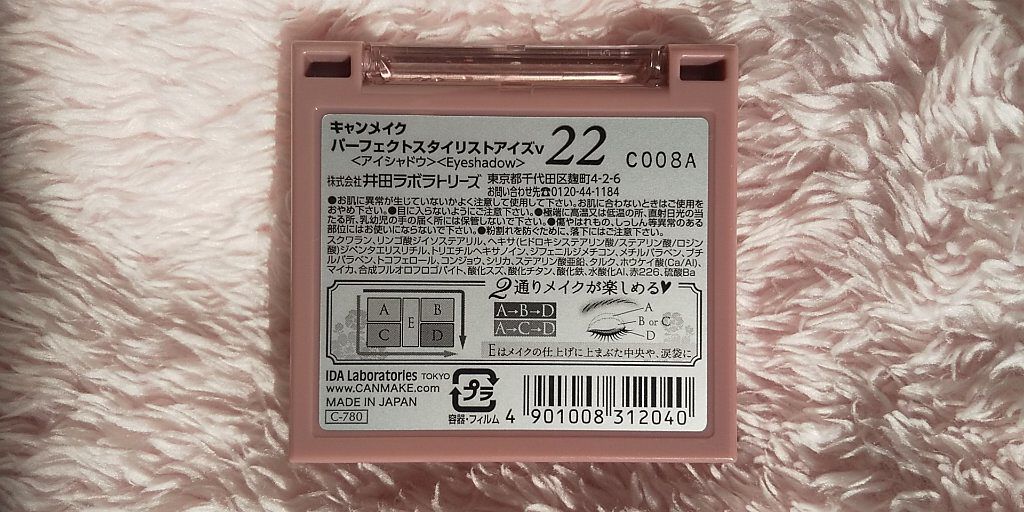 キャンメイク
パーフェクトスタイリストアイズv 22 C008A
<アイシャドウ><Eyeshadow>
株式会社 井田ラボラトリーズ 東京都千代田区麹町4-2-6
お問い合わせ先☎0120-44-1184
●お肌に異常が生じていないかよく注意して使用して下さい。お肌に合わないときはご使用を
おやめ下さい。●目に入らないようにご注意下さい。●極端に高温又は低温の所、直射日光の当
たる所、乳幼児の手の届く所には保管しないで下さい。●傷やはれもの、しっしん等異常のある
部位にはお使いにならないで下さい。●粉割れを防ぐために、落下にはご注意下さい。
スクワラン、リンゴ酸ジイソステアリル、ヘキサ(ヒドロキシステアリン酸/ステアリン酸/ロジン
酸)ジペンタエリスリチル、トリエチルヘキサノイン、ジフェニルジメチコン、メチルパラベン、ブチ
ルパラベン、トコフェロール、コンジョウ、シリカ、ステアリン酸亜鉛、タルク、ホウケイ酸(Ca/Al)、
マイカ、合成フルオロフロゴパイト、酸化スズ、酸化チタン、酸化鉄、水酸化Al、赤226、硫酸Ba
2通りメイクが楽しめる♥
A B
E
C D
A→B→D
A→C→D
A
B or C
D
Eはメイクの仕上げに上まぶた中央や、涙袋に
IDA Laboratories TOKYO
www.CANMAKE.com
MADE IN JAPAN
C-780
プラ
容器・フィルム
4 901008 312040